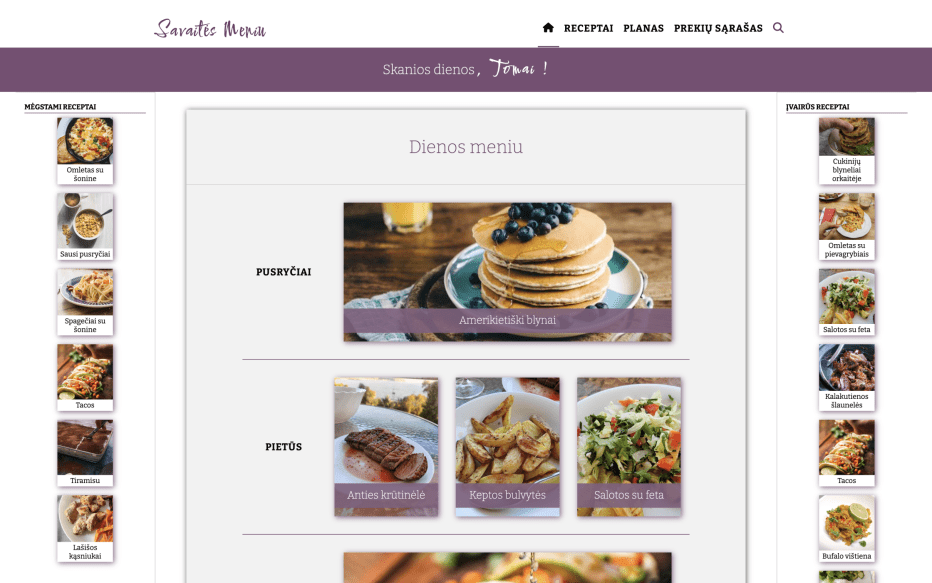 Savaitės Meniu
RECEPTAI PLANAS PREKIŲ SĄRAŠAS
Skanios dienos, Tomai !
MĖGSTAMI RECEPTAI
Omletas su
šonine
Sausi pusryčiai
Spagečiai su
šonine
Tacos
Tiramisu
Lašišos
kąsniukai
Dienos meniu
PUSRYČIAI
Amerikietiški blynai
PIETŪS
Anties krūtinėlė
Keptos bulvytės
Salotos su feta
ĮVAIRŪS RECEPTAI
Cukinijų
blyneliai
orkaitėje
Omletas su
pievagrybiais
Salotos su feta
Kalakutienos
šlaunelės
Tacos
Bufalo vištiena